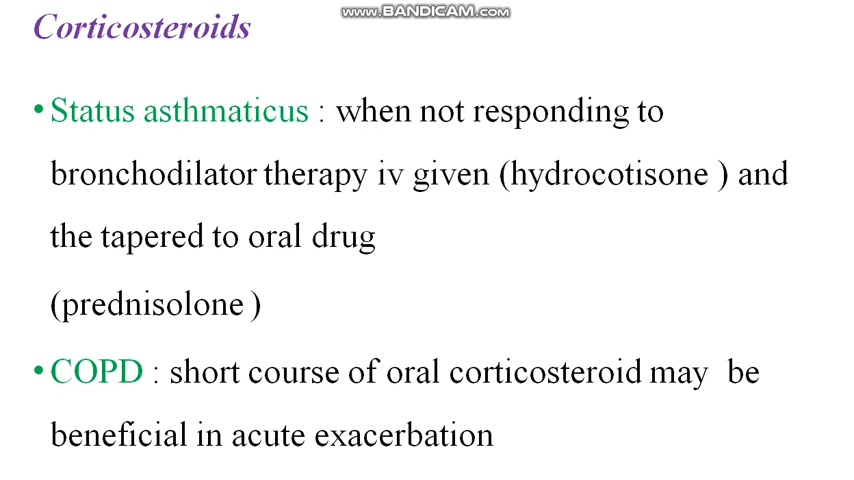 www.BANDICAM.com
Corticosteroids
• Status asthmaticus : when not responding to
bronchodilator therapy iv given (hydrocotisone ) and
the tapered to oral drug
(prednisolone )
• COPD : short course of oral corticosteroid may be
beneficial in acute exacerbation